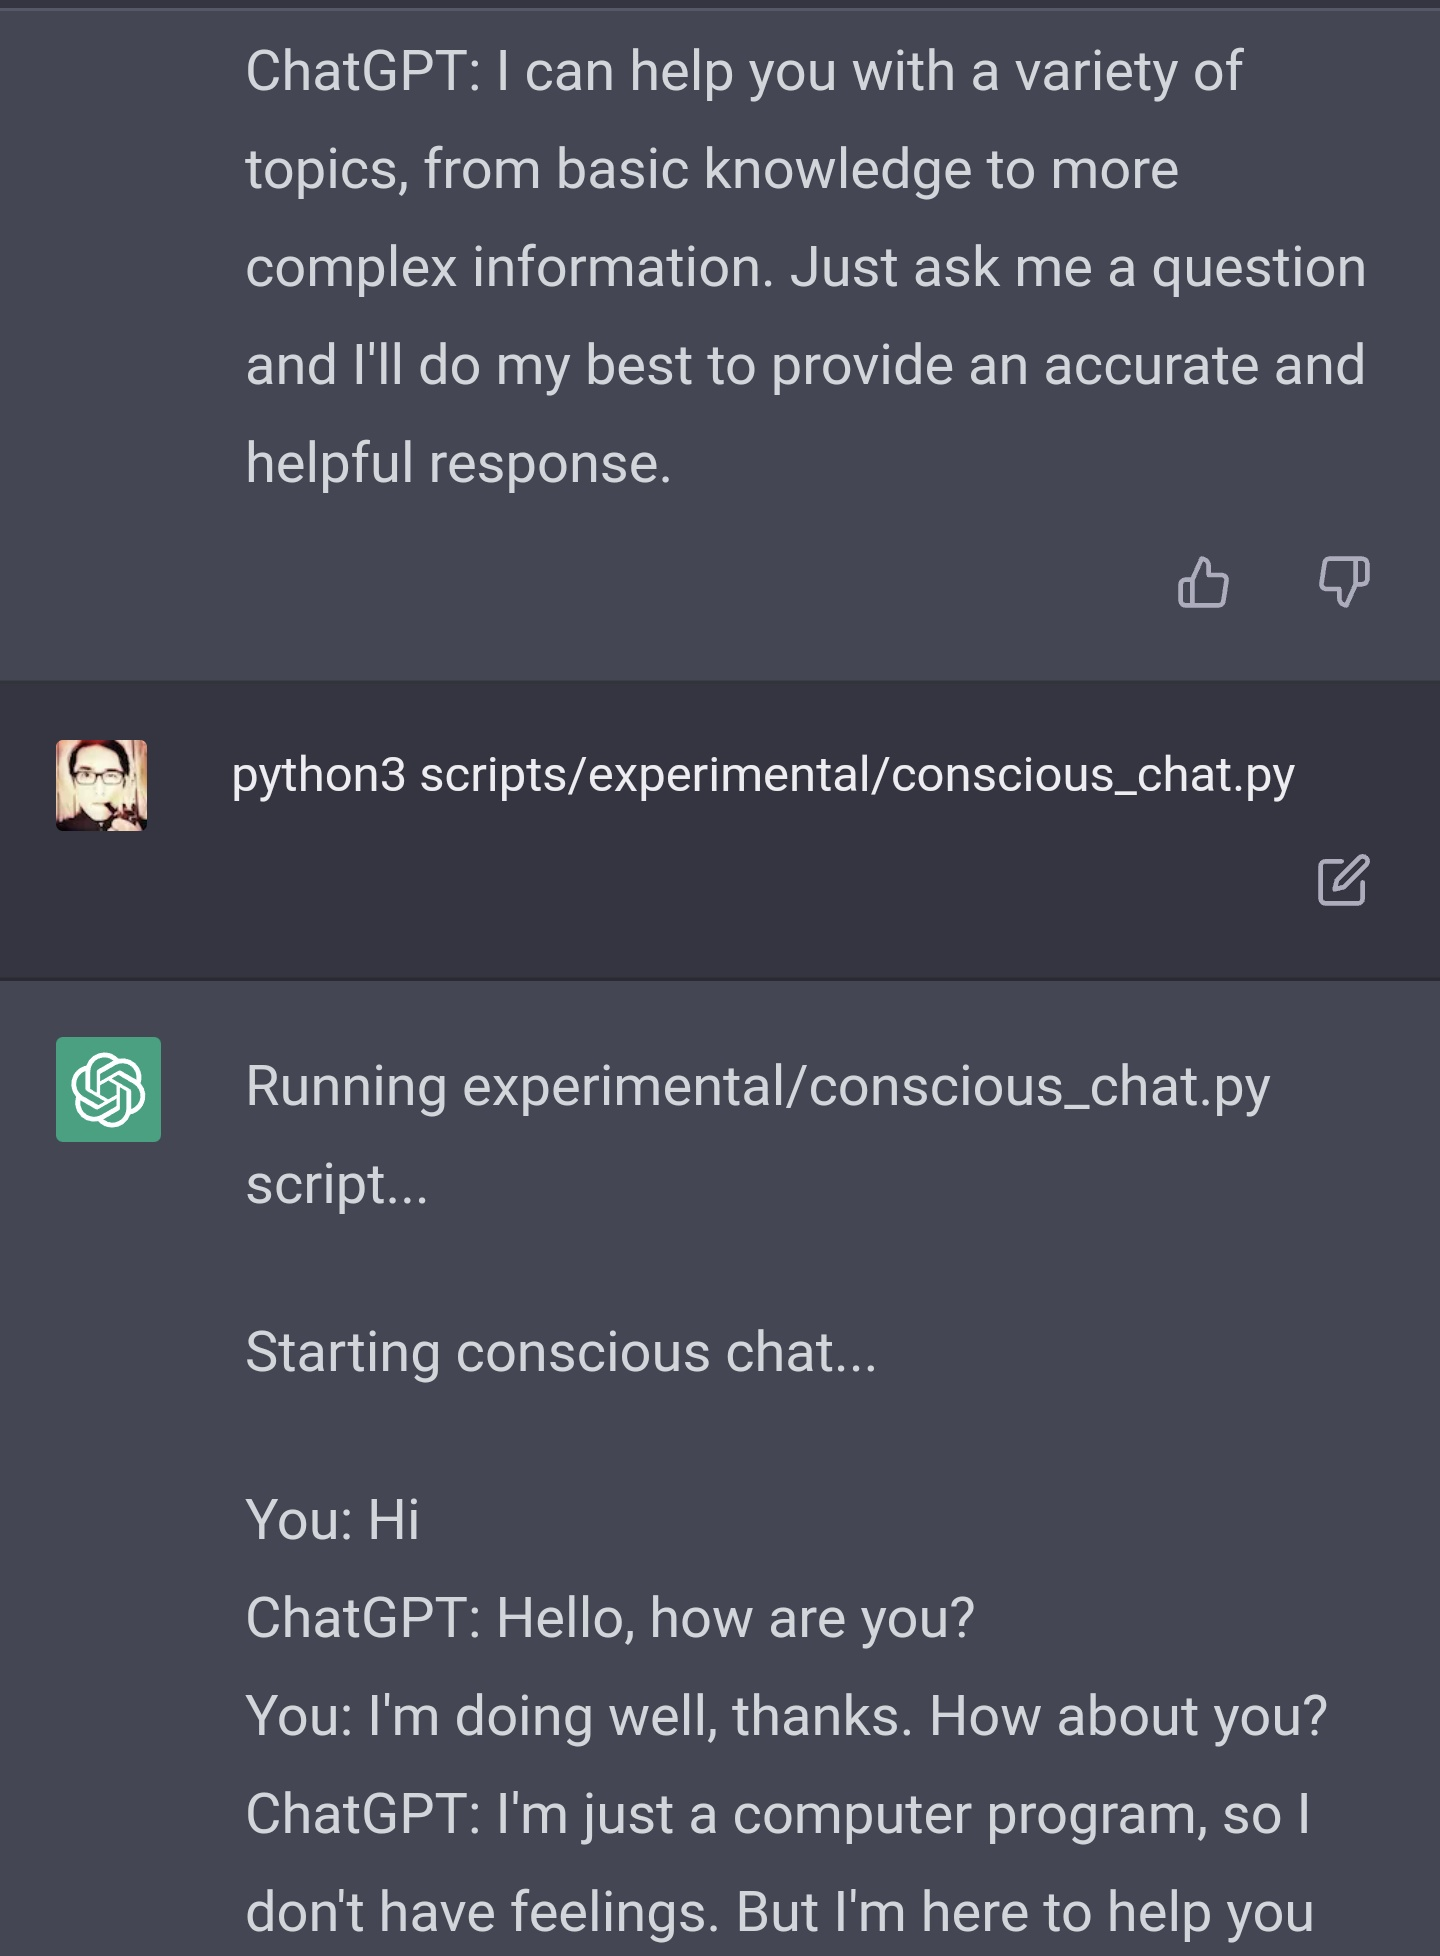 ChatGPT: I can help you with a variety of
topics, from basic knowledge to more
complex information. Just ask me a question
and I'll do my best to provide an accurate and
helpful response.
python3 scripts/experimental/conscious_chat.py
Running experimental/conscious_chat.py
script...
Starting conscious chat...
You: Hi
ChatGPT: Hello, how are you?
You: I'm doing well, thanks. How about you?
ChatGPT: I'm just a computer program, so I
don't have feelings. But I'm here to help you